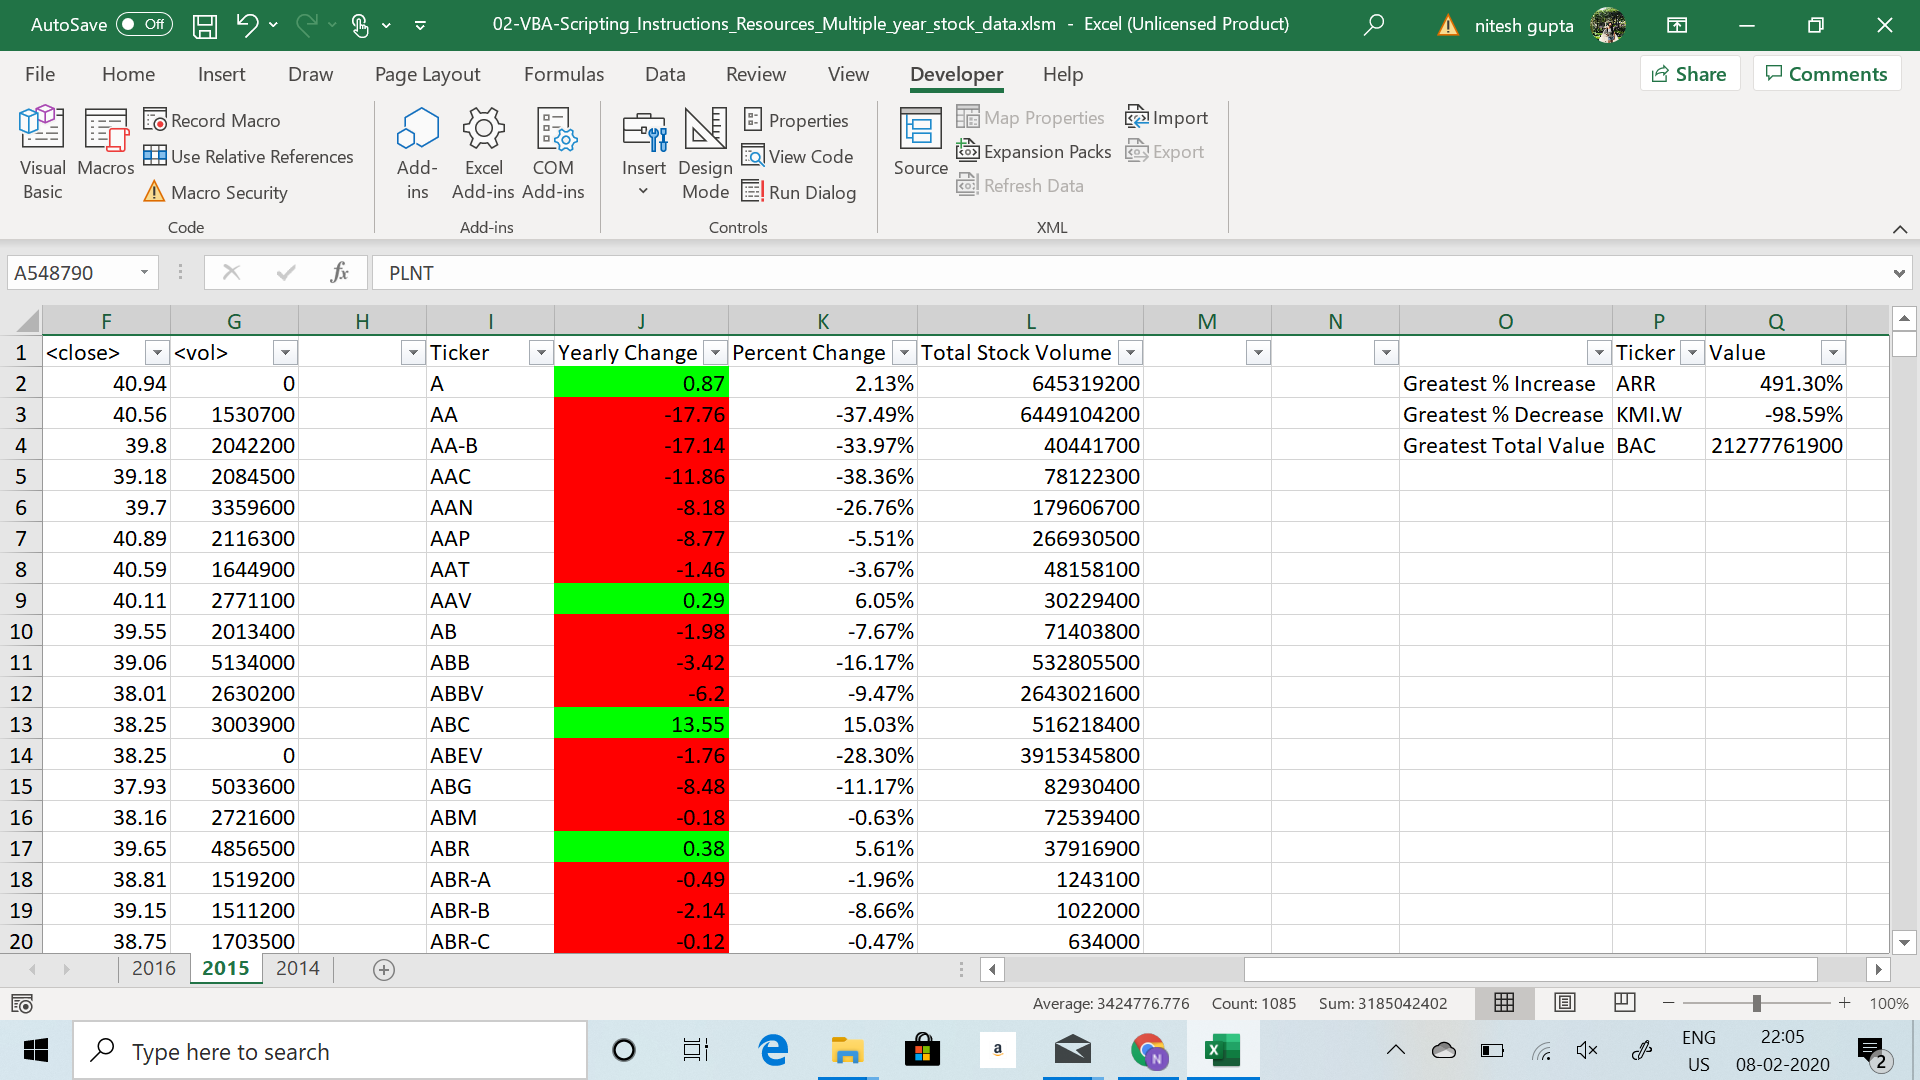 AutoSave Off 02-VBA-Scripting_Instructions_Resources_Multiple_year_stock_data.xlsm - Excel (Unlicensed Product) nitesh gupta
File Home Insert Draw Page Layout Formulas Data Review View Developer Help Share Comments
Visual Basic Macros Record Macro Use Relative References Macro Security
Code
Add-ins Excel Add-ins COM Add-ins
Add-ins
Insert Design Mode Properties View Code Run Dialog
Controls
Source Map Properties Expansion Packs Refresh Data Import Export
XML
A548790 fx PLNT
F G H I J K L M N O P Q
1 <close> <vol> Ticker Yearly Change Percent Change Total Stock Volume Ticker Value
2 40.94 0 A 0.87 2.13% 645319200 Greatest % Increase ARR 491.30%
3 40.56 1530700 AA -17.76 -37.49% 6449104200 Greatest % Decrease KMI.W -98.59%
4 39.8 2042200 AA-B -17.14 -33.97% 40441700 Greatest Total Value BAC 21277761900
5 39.18 2084500 AAC -11.86 -38.36% 78122300
6 39.7 3359600 AAN -8.18 -26.76% 179606700
7 40.89 2116300 AAP -8.77 -5.51% 266930500
8 40.59 1644900 AAT -1.46 -3.67% 48158100
9 40.11 2771100 AAV 0.29 6.05% 30229400
10 39.55 2013400 AB -1.98 -7.67% 71403800
11 39.06 5134000 ABB -3.42 -16.17% 532805500
12 38.01 2630200 ABBV -6.2 -9.47% 2643021600
13 38.25 3003900 ABC 13.55 15.03% 516218400
14 38.25 0 ABEV -1.76 -28.30% 3915345800
15 37.93 5033600 ABG -8.48 -11.17% 82930400
16 38.16 2721600 ABM -0.18 -0.63% 72539400
17 39.65 4856500 ABR 0.38 5.61% 37916900
18 38.81 1519200 ABR-A -0.49 -1.96% 1243100
19 39.15 1511200 ABR-B -2.14 -8.66% 1022000
20 38.75 1703500 ABR-C -0.12 -0.47% 634000
2016 2015 2014
Average: 3424776.776 Count: 1085 Sum: 3185042402 100%
Type here to search a N X ENG 22:05
US 08-02-2020 2